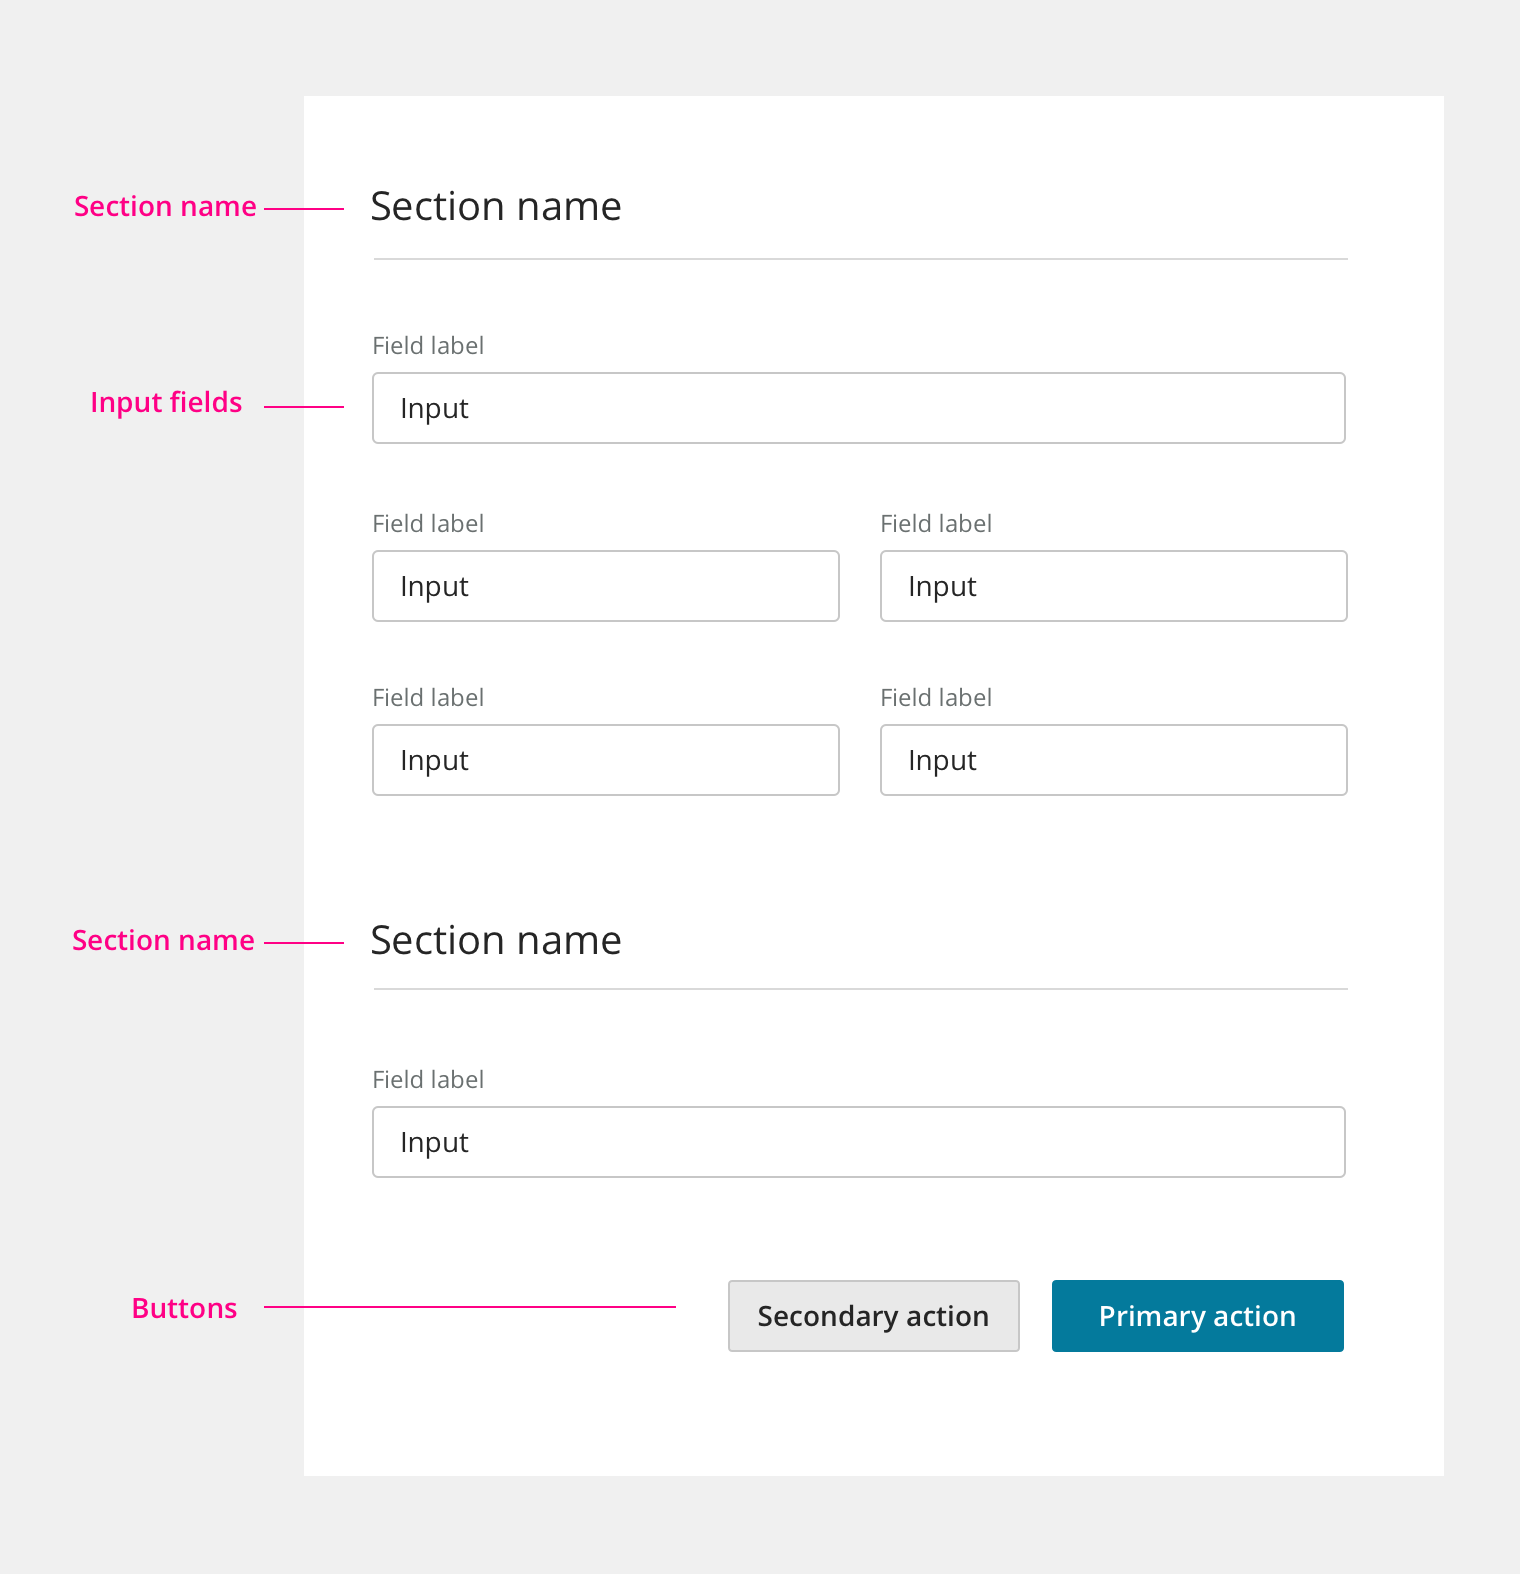 Section name
Section name
Field label
Input fields
Input
Field label
Field label
Input
Input
Field label
Field label
Input
Input
Section name
Section name
Field label
Input
Buttons
Secondary action
Primary action